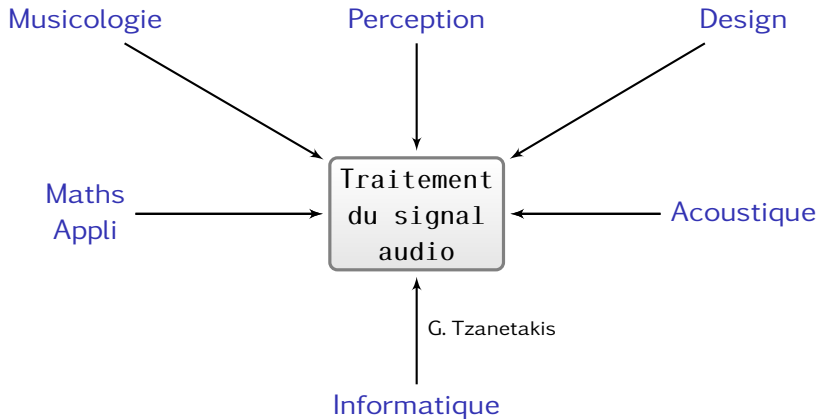 Musicologie
Perception
Design
Maths
Appli
Traitement
du signal
audio
Acoustique
G. Tzanetakis
Informatique